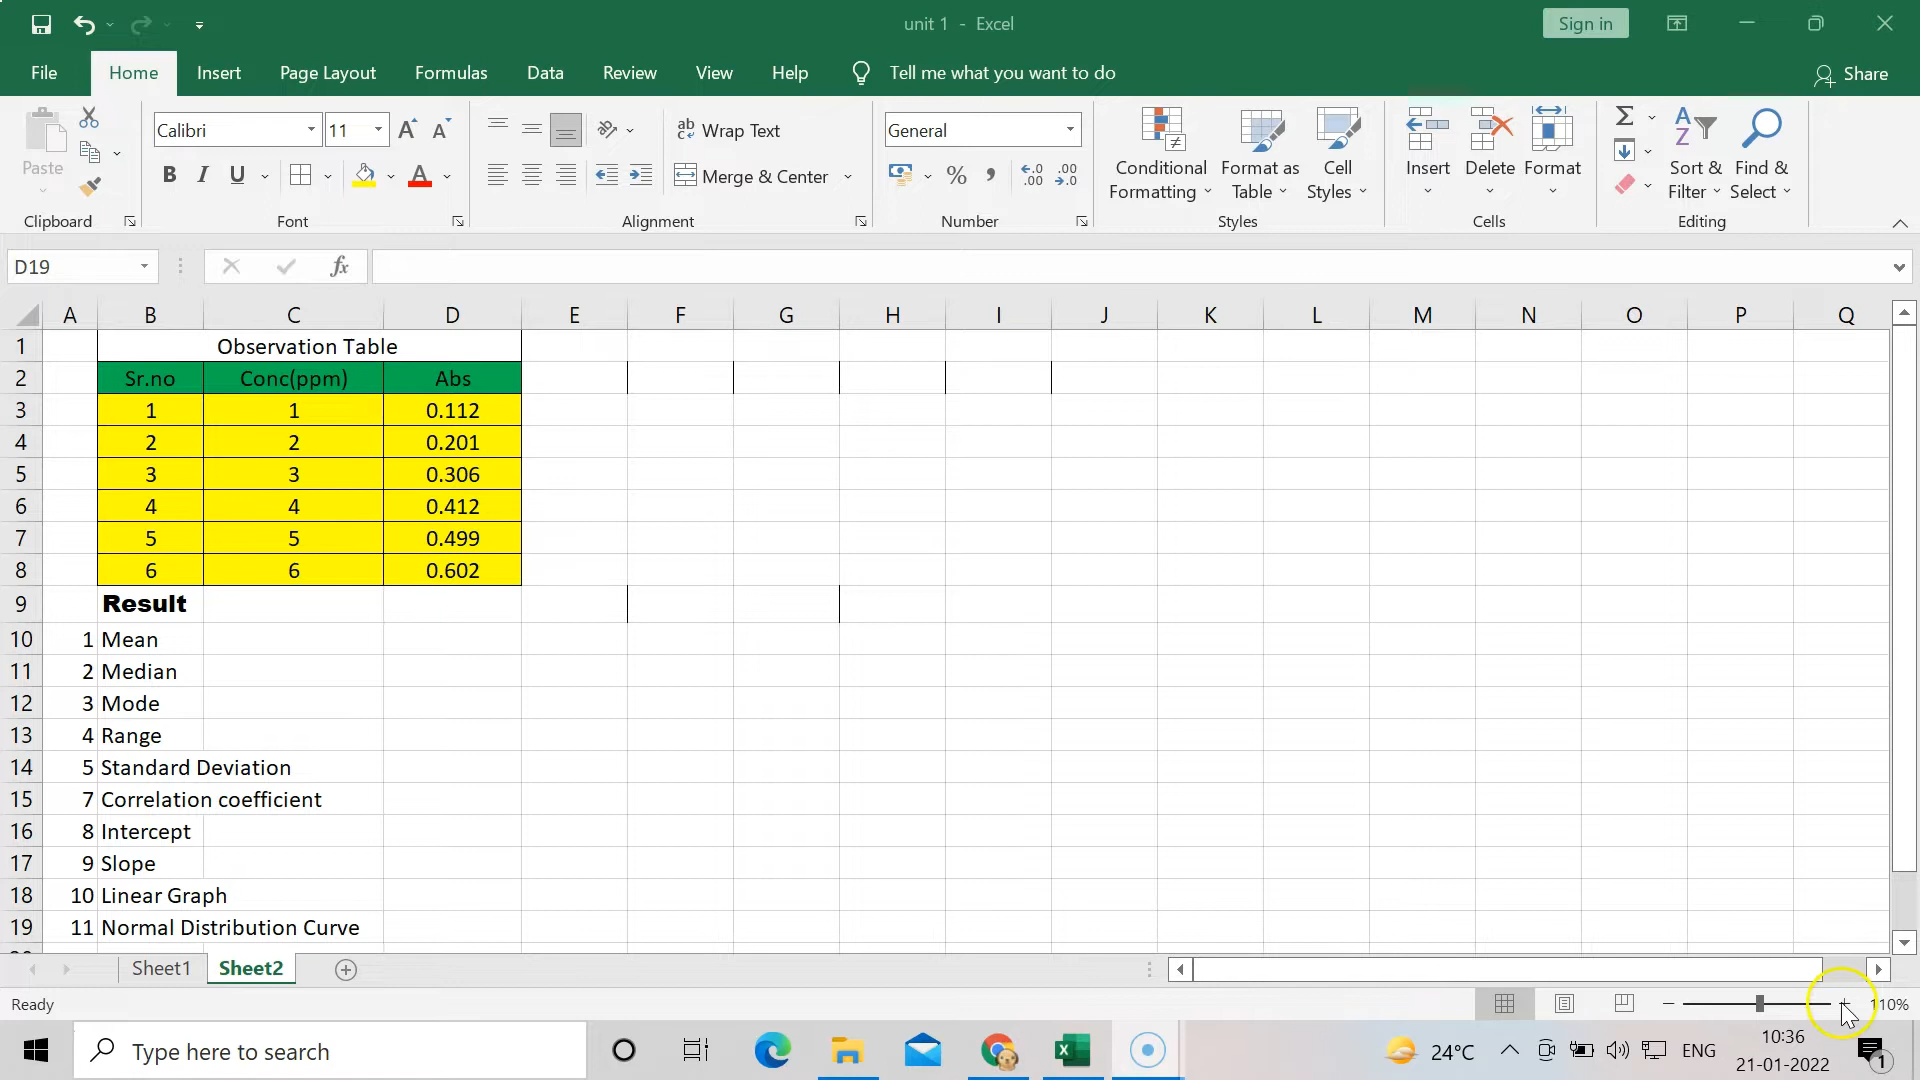 unit 1 - Excel
Sign in
File Home Insert Page Layout Formulas Data Review View Help Tell me what you want to do Share
Paste
Clipboard
Calibri 11
B I U
Font
Wrap Text
Merge & Center
Alignment
General
% , .0 .00 .00 .0
Number
Conditional Formatting
Format as Table
Cell Styles
Styles
Insert Delete Format
Cells
Sort & Filter
Find & Select
Editing
D19 fx
A B C D E F G H I J K L M N O P Q
1 Observation Table
2 Sr.no Conc(ppm) Abs
3 1 1 0.112
4 2 2 0.201
5 3 3 0.306
6 4 4 0.412
7 5 5 0.499
8 6 6 0.602
9 Result
10 1 Mean
11 2 Median
12 3 Mode
13 4 Range
14 5 Standard Deviation
15 7 Correlation coefficient
16 8 Intercept
17 9 Slope
18 10 Linear Graph
19 11 Normal Distribution Curve
Sheet1 Sheet2
Ready 110%
Type here to search
24°C ENG
10:36
21-01-2022
1